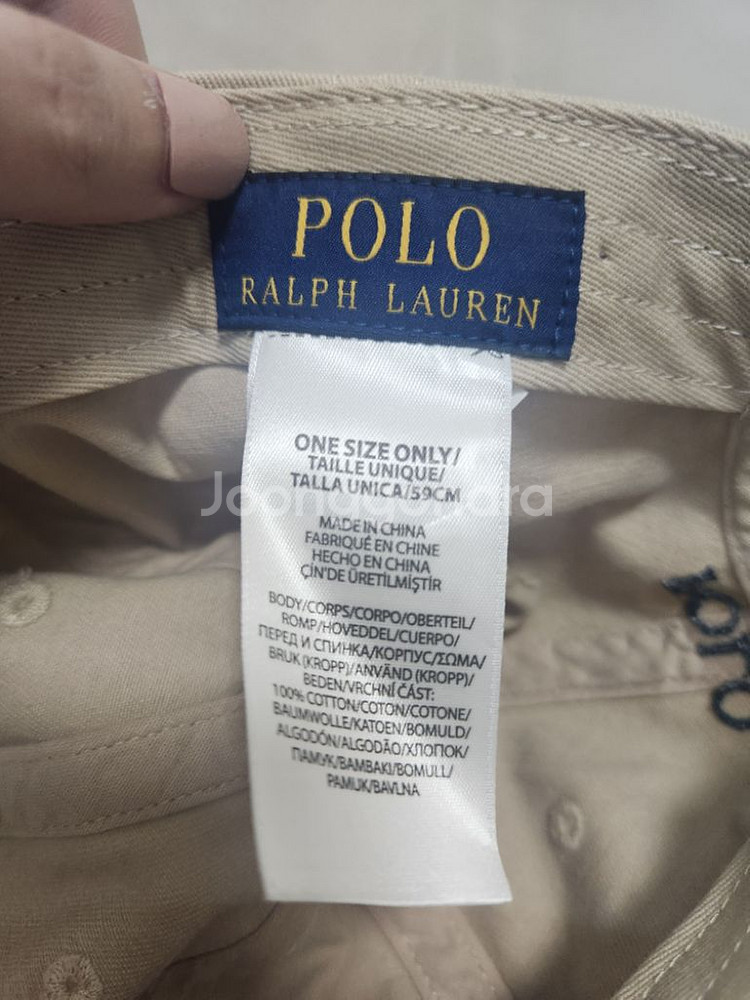 POLO
RALPH LAUREN
ONE SIZE ONLY/
TAILLE UNIQUE/
TALLA UNICA/59CM
Joonggonara
MADE IN CHINA
FABRIQUÉ EN CHINE
HECHO EN CHINA
ÇİN'DE ÜRETİLMİŞTİR
BODY/CORPS/CORPO/OBERTEIL/
ROMP/HOVEDDEL/CUERPO/
ПЕРЕД И СПИНКА/КОРПУС/ΣΩΜΑ/
BRUK (KROPP)/ANVÄND (KROPP)/
BEDEN/VRCHNÍ ČÁST:
100% COTTON/COTON/COTONE/
BAUMWOLLE/KATOEN/BOMULD/
ALGODÓN/ALGODÃO/ХЛОПОК/
ПАМУК/BAMBAKI/BOMULL/
PAMUK/BAVLNA